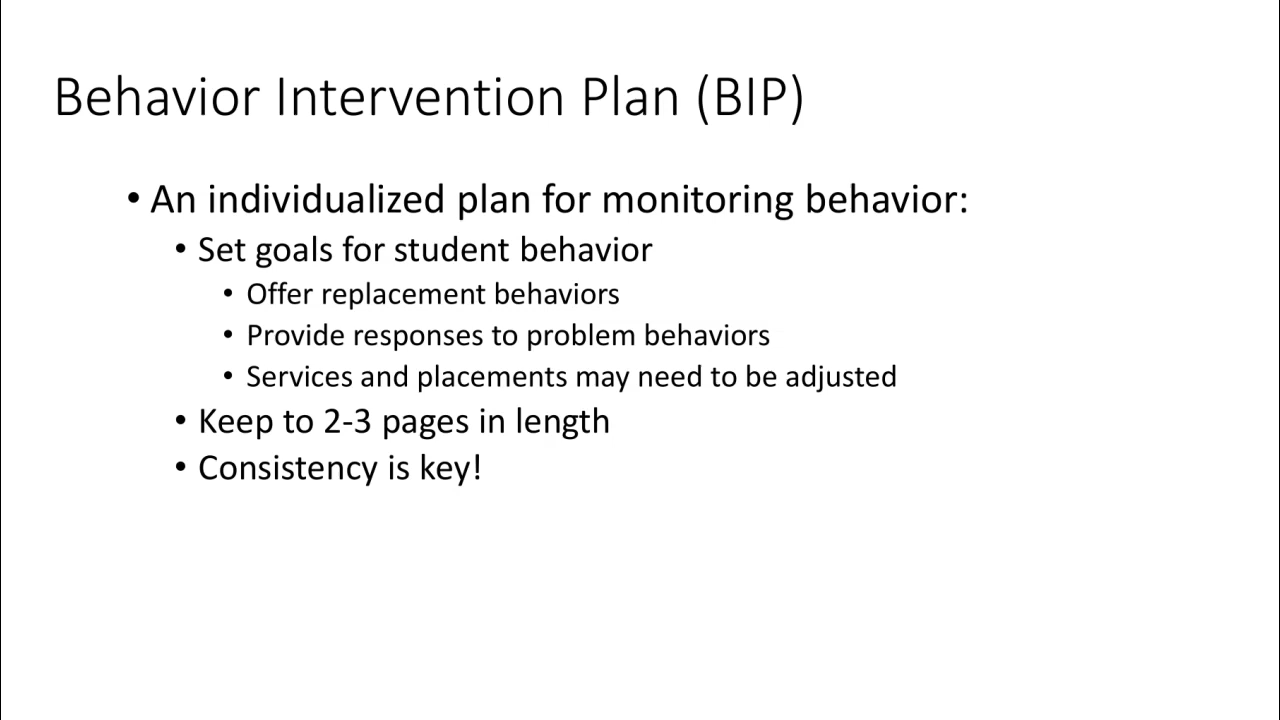 Behavior Intervention Plan (BIP)
• An individualized plan for monitoring behavior:
• Set goals for student behavior
• Offer replacement behaviors
• Provide responses to problem behaviors
• Services and placements may need to be adjusted
• Keep to 2-3 pages in length
• Consistency is key!